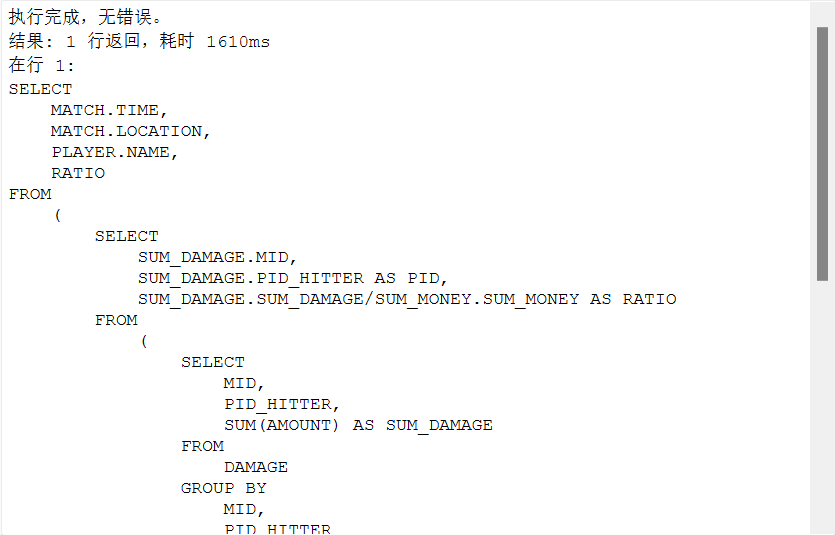 执行完成，无错误。
结果: 1 行返回，耗时 1610ms
在行 1:
SELECT
    MATCH.TIME,
    MATCH.LOCATION,
    PLAYER.NAME,
    RATIO
FROM
    (
        SELECT
            SUM_DAMAGE.MID,
            SUM_DAMAGE.PID_HITTER AS PID,
            SUM_DAMAGE.SUM_DAMAGE/SUM_MONEY.SUM_MONEY AS RATIO
        FROM
            (
                SELECT
                    MID,
                    PID_HITTER,
                    SUM(AMOUNT) AS SUM_DAMAGE
                FROM
                    DAMAGE
                GROUP BY
                    MID,
                    PID_HITTER